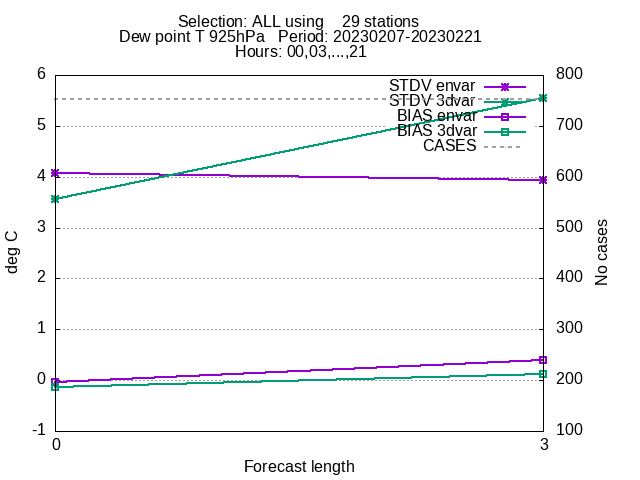 Selection: ALL using    29 stations
Dew point T 925hPa   Period: 20230207-20230221
Hours: 00,03,...,21
6
5
4
3
2
1
0
-1
800
700
600
500
400
300
200
100
STDV envar
STDV 3dvar
BIAS envar
BIAS 3dvar
CASES
deg C
No cases
0
3
Forecast length